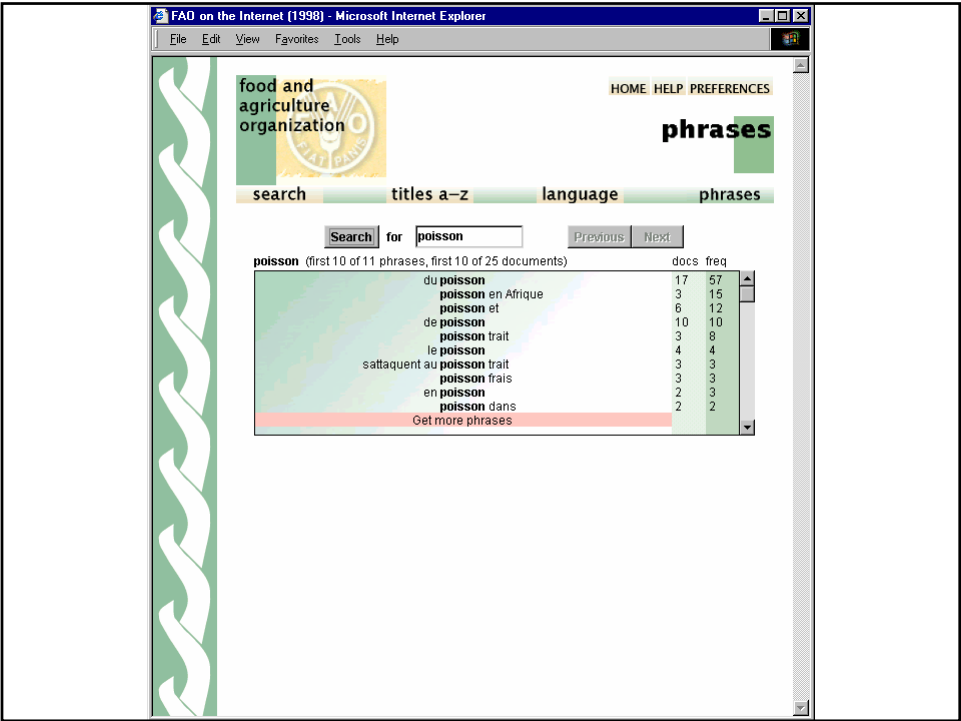 FAO on the Internet (1998) - Microsoft Internet Explorer
File Edit View Favorites Tools Help
food and
agriculture
organization
FIAT PANIS
HOME HELP PREFERENCES
phrases
search titles a–z language phrases
Search for poisson Previous Next
poisson (first 10 of 11 phrases, first 10 of 25 documents) docs freq
du poisson 17 57
poisson en Afrique 3 15
poisson et 6 12
de poisson 10 10
poisson trait 3 8
le poisson 4 4
sattaquent au poisson trait 3 3
poisson frais 3 3
en poisson 2 3
poisson dans 2 2
Get more phrases